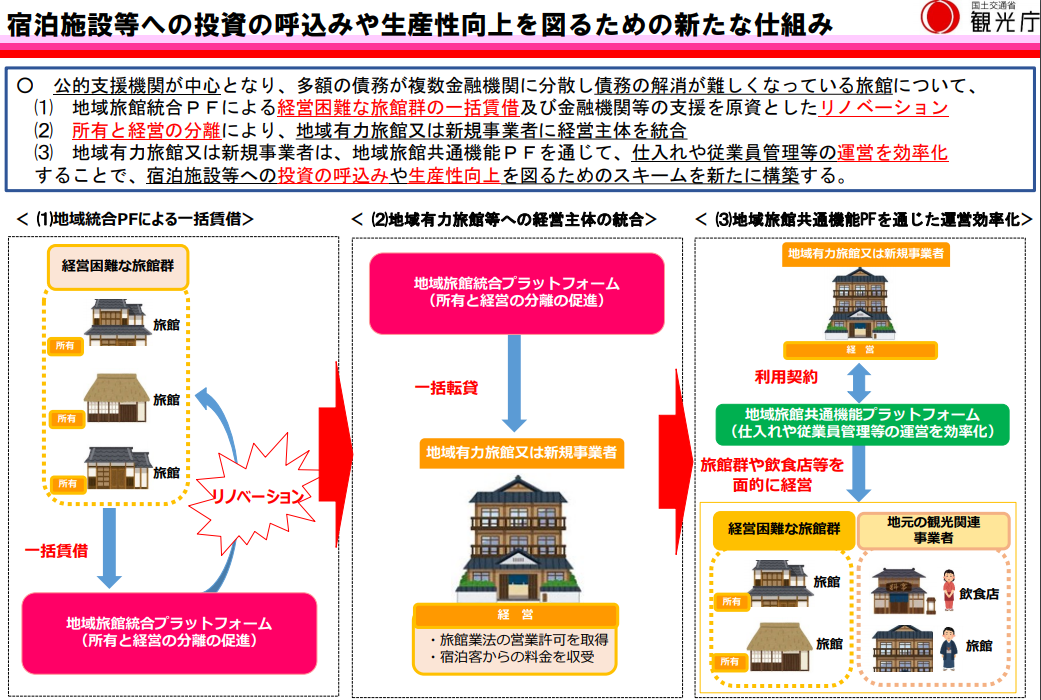 宿泊施設等への投資の呼込みや生産性向上を図るための新たな仕組み
国土交通省
観光庁
〇　公的支援機関が中心となり、多額の債務が複数金融機関に分散し債務の解消が難しくなっている旅館について、
⑴　地域旅館統合ＰＦによる経営困難な旅館群の一括賃借及び金融機関等の支援を原資としたリノベーション
⑵　所有と経営の分離により、地域有力旅館又は新規事業者に経営主体を統合
⑶　地域有力旅館又は新規事業者は、地域旅館共通機能ＰＦを通じて、仕入れや従業員管理等の運営を効率化
することで、宿泊施設等への投資の呼込みや生産性向上を図るためのスキームを新たに構築する。
＜ ⑴地域統合PFによる一括賃借＞
経営困難な旅館群
旅館
所有
旅館
所有
旅館
所有
リノベーション
一括賃借
地域旅館統合プラットフォーム
（所有と経営の分離の促進）
＜ ⑵地域有力旅館等への経営主体の統合＞
地域旅館統合プラットフォーム
（所有と経営の分離の促進）
一括転貸
地域有力旅館又は新規事業者
経　営
・旅館業法の営業許可を取得
・宿泊客からの料金を収受
＜ ⑶地域旅館共通機能PFを通じた運営効率化＞
地域有力旅館又は新規事業者
経　営
利用契約
地域旅館共通機能プラットフォーム
（仕入れや従業員管理等の運営を効率化）
旅館群や飲食店等を
面的に経営
経営困難な旅館群
旅館
所有
旅館
所有
地元の観光関連
事業者
飲食店
旅館